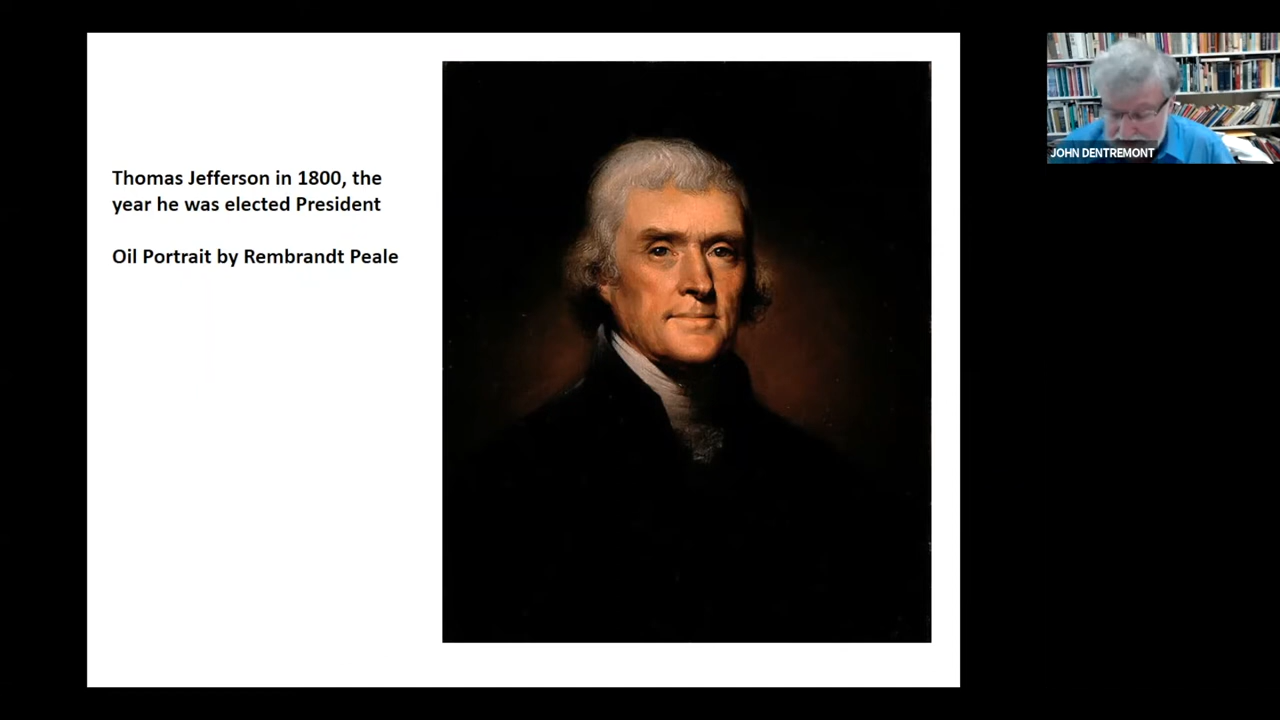 Thomas Jefferson in 1800, the
year he was elected President
Oil Portrait by Rembrandt Peale
JOHN DENTREMONT